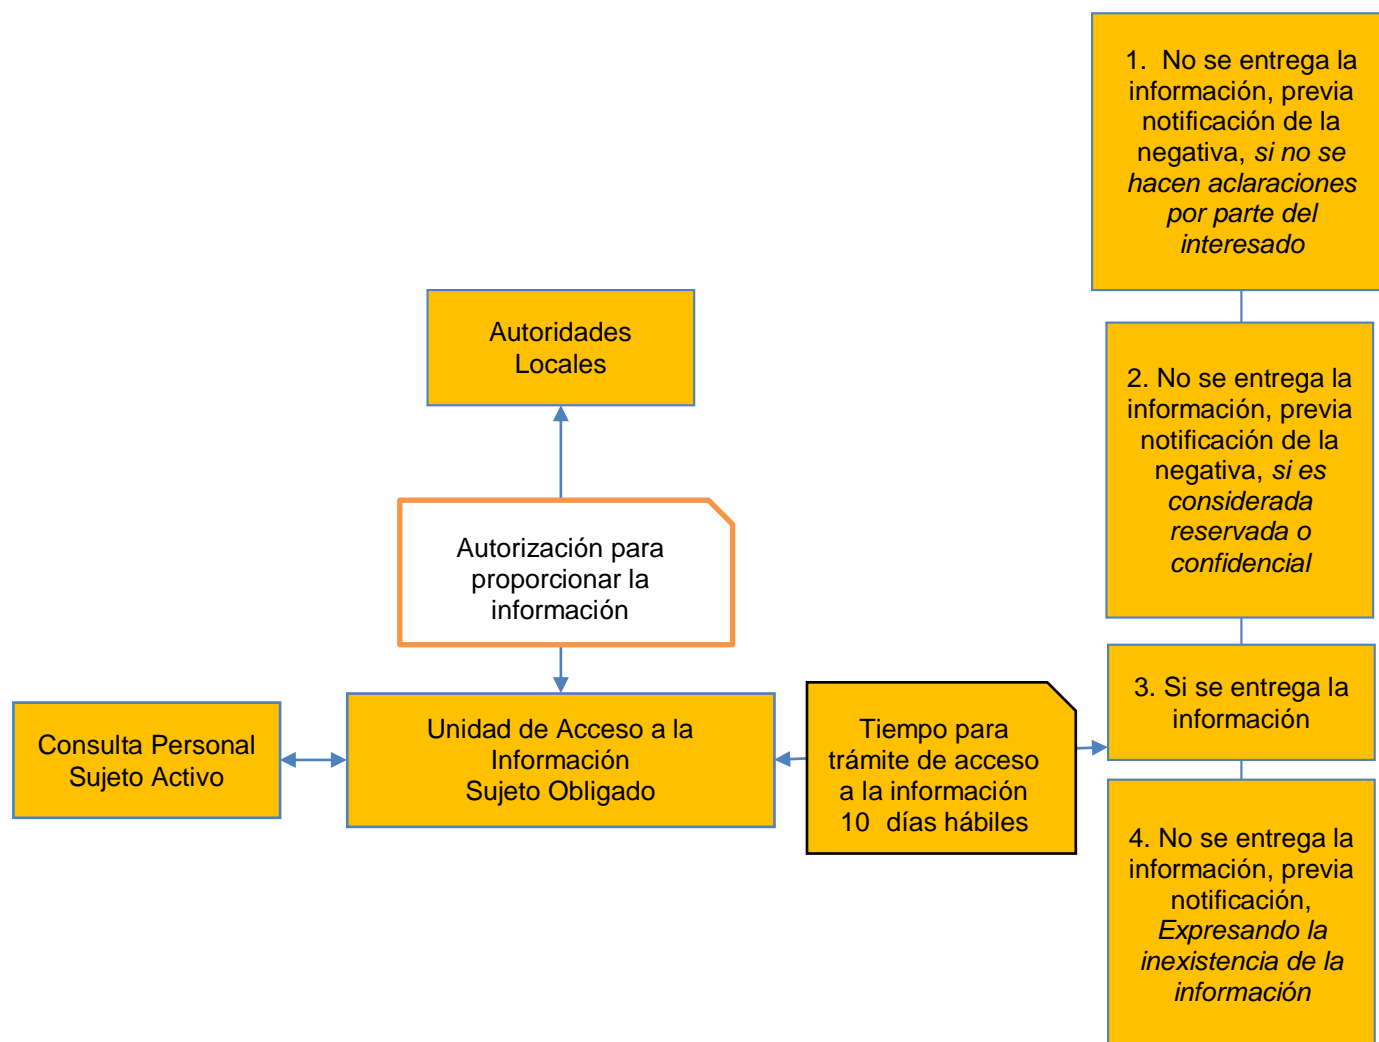 1. No se entrega la
información, previa
notificación de la
negativa, si no se
hacen aclaraciones
por parte del
interesado
Autoridades
Locales
2. No se entrega la
información, previa
notificación de la
negativa, si es
considerada
reservada o
confidencial
Autorización para
proporcionar la
información
Consulta Personal
Sujeto Activo
Unidad de Acceso a la
Información
Sujeto Obligado
Tiempo para
trámite de acceso
a la información
10 días hábiles
3. Si se entrega la
información
4. No se entrega la
información, previa
notificación,
Expresando la
inexistencia de la
información